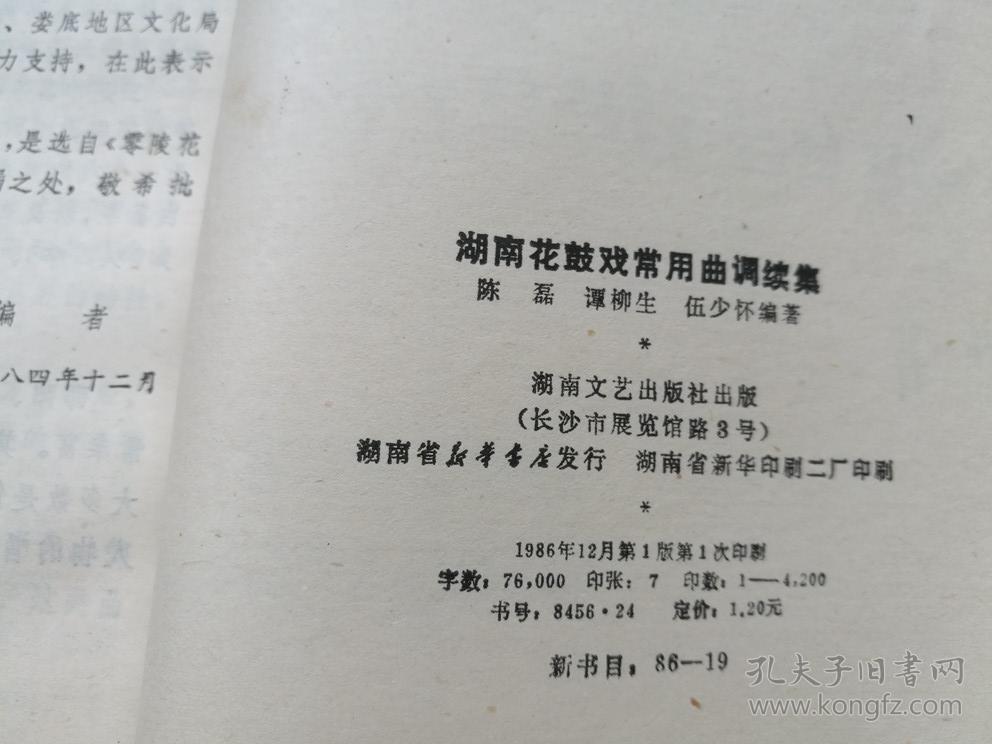 、娄底地区文化局
力支持，在此表示
，是选自《零陵花
之处，敬希批
编 者
八四年十二月
湖南花鼓戏常用曲调续集
陈磊 谭柳生 伍少怀编著
*
湖南文艺出版社出版
（长沙市展览馆路3号）
湖南省新华书店发行 湖南省新华印刷二厂印刷
*
1986年12月第1版第1次印刷
字数：76,000 印张：7 印数：1——4,200
书号：8456·24 定价：1.20元
新书目：86—19
孔夫子旧书网
www.kongfz.com